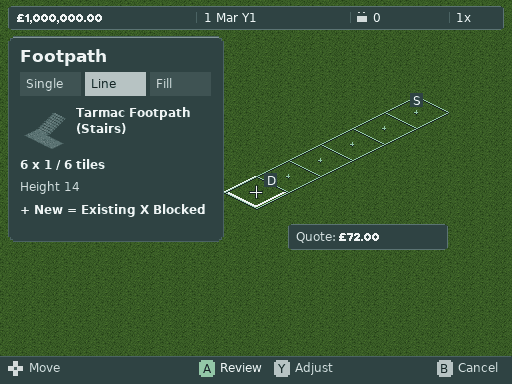 £1,000,000.00 1 Mar Y1 0 1x
Footpath
Single Line Fill
Tarmac Footpath
(Stairs)
6 x 1 / 6 tiles
Height 14
+ New = Existing X Blocked
S
D
Quote: £72.00
Move A Review Y Adjust B Cancel